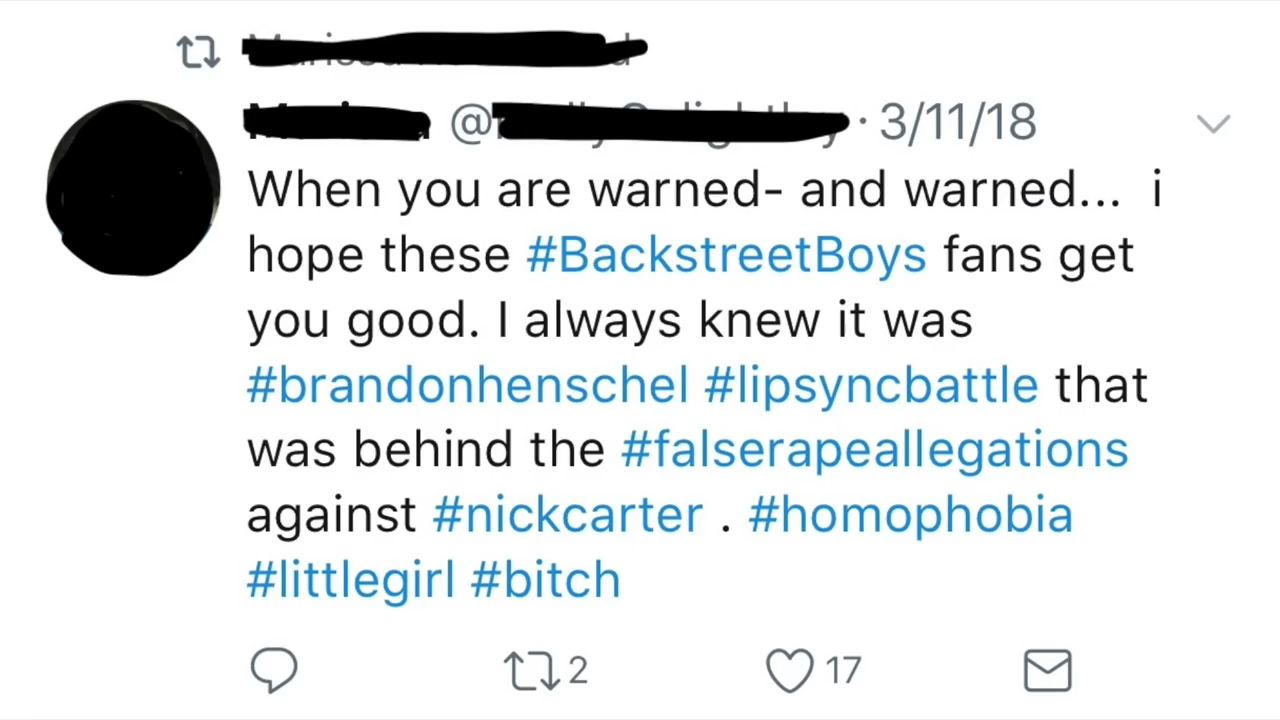 @
· 3/11/18
When you are warned- and warned... i
hope these #BackstreetBoys fans get
you good. I always knew it was
#brandonhenschel #lipsyncbattle that
was behind the #falserapeallegations
against #nickcarter . #homophobia
#littlegirl #bitch
2
17